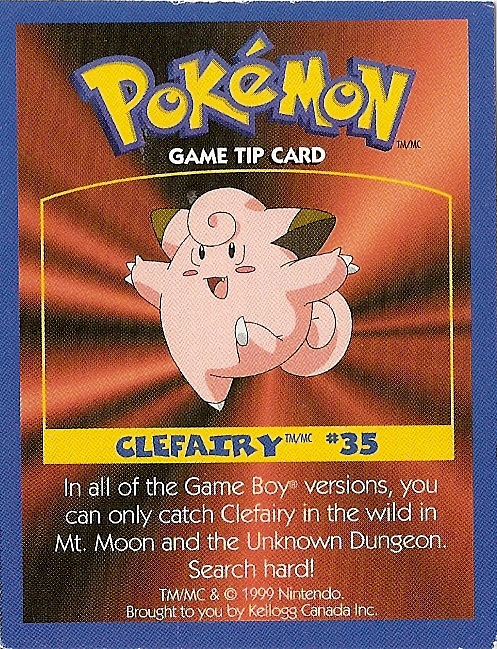 POKéMON
TM/MC
GAME TIP CARD
CLEFAIRY TM/MC #35
In all of the Game Boy® versions, you
can only catch Clefairy in the wild in
Mt. Moon and the Unknown Dungeon.
Search hard!
TM/MC & © 1999 Nintendo.
Brought to you by Kellogg Canada Inc.